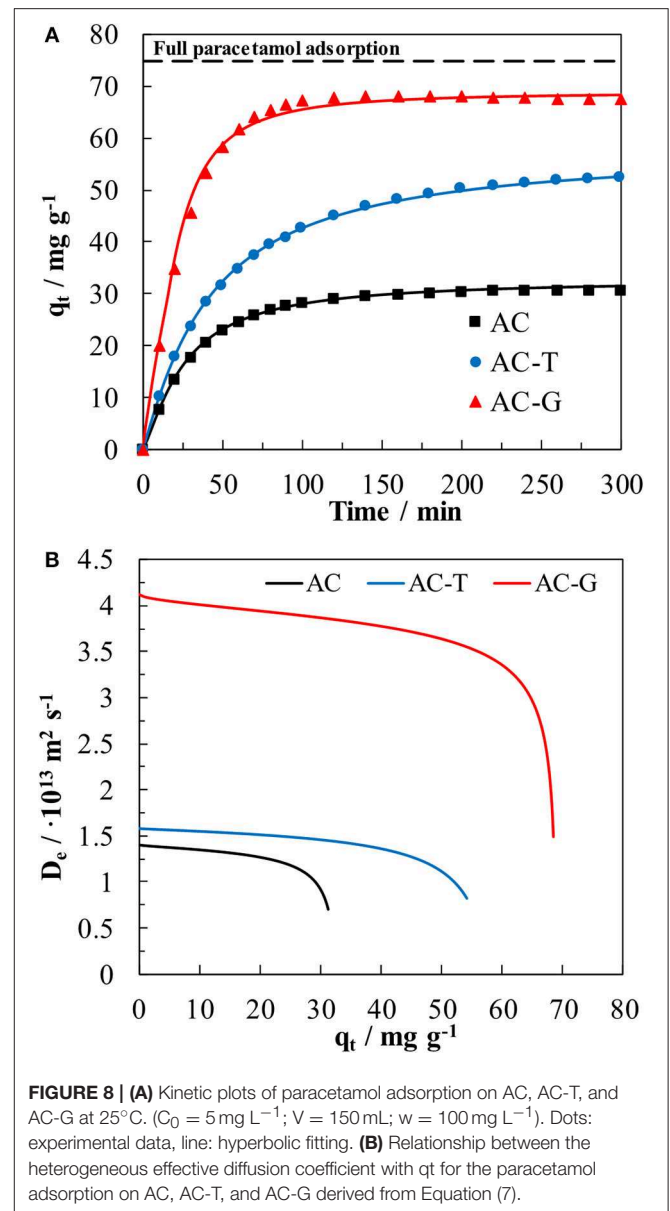 A
80
Full paracetamol adsorption
70
60
50
40
30
20
10
0
qt / mg g-1
AC
AC-T
AC-G
0 50 100 150 200 250 300
Time / min
B
4.5
AC AC-T AC-G
4
3.5
3
2.5
2
1.5
1
0.5
0
De / ·10^13 m^2 s-1
0 10 20 30 40 50 60 70 80
qt / mg g-1
FIGURE 8 | (A) Kinetic plots of paracetamol adsorption on AC, AC-T, and
AC-G at 25°C. (C0 = 5 mg L−1; V = 150 mL; w = 100 mg L−1). Dots:
experimental data, line: hyperbolic fitting. (B) Relationship between the
heterogeneous effective diffusion coefficient with qt for the paracetamol
adsorption on AC, AC-T, and AC-G derived from Equation (7).